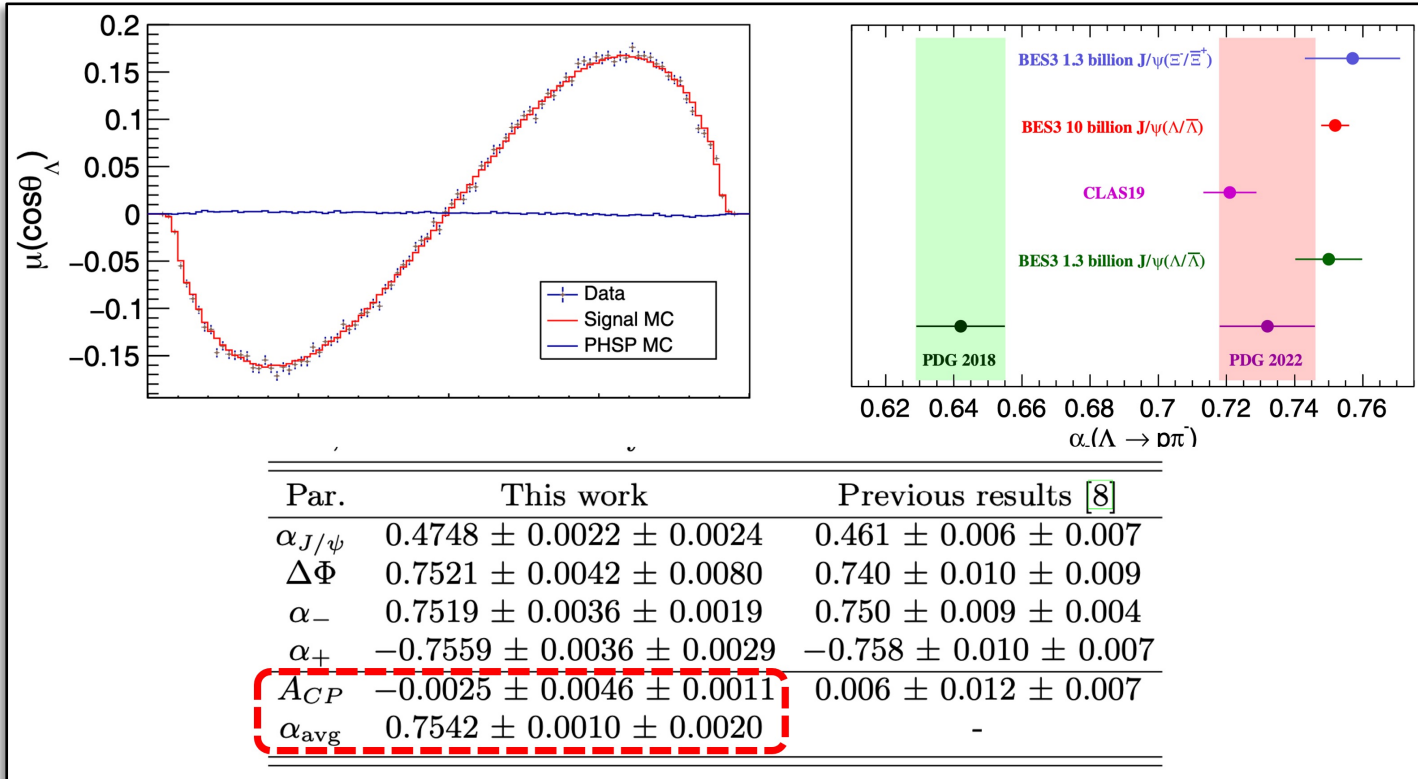 0.2
0.15
0.1
0.05
0
−0.05
−0.1
−0.15
μ(cosθΛ)
Data
Signal MC
PHSP MC
BES3 1.3 billion J/ψ(Ξ⁻/Ξ̅⁺)
BES3 10 billion J/ψ(Λ/Λ̅)
CLAS19
BES3 1.3 billion J/ψ(Λ/Λ̅)
PDG 2018 PDG 2022
0.62 0.64 0.66 0.68 0.7 0.72 0.74 0.76
α₋(Λ → pπ⁻)
Par. This work Previous results [8]
α_{J/ψ} 0.4748 ± 0.0022 ± 0.0024 0.461 ± 0.006 ± 0.007
ΔΦ 0.7521 ± 0.0042 ± 0.0080 0.740 ± 0.010 ± 0.009
α₋ 0.7519 ± 0.0036 ± 0.0019 0.750 ± 0.009 ± 0.004
α₊ −0.7559 ± 0.0036 ± 0.0029 −0.758 ± 0.010 ± 0.007
A_{CP} −0.0025 ± 0.0046 ± 0.0011 0.006 ± 0.012 ± 0.007
α_{avg} 0.7542 ± 0.0010 ± 0.0020 -